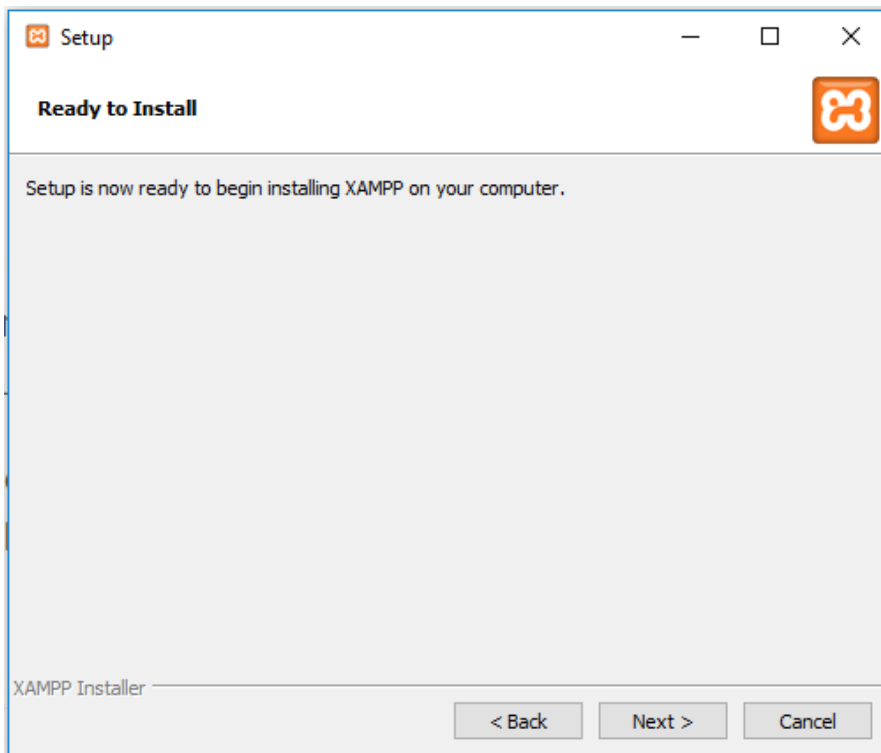 Setup
Ready to Install
Setup is now ready to begin installing XAMPP on your computer.
XAMPP Installer
< Back Next > Cancel